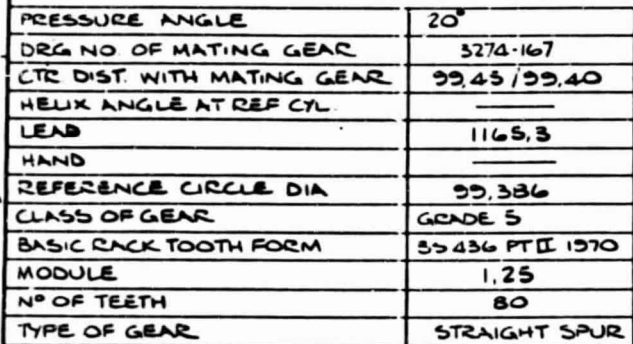 PRESSURE ANGLE 20°
DRG NO. OF MATING GEAR 3274-167
CTR DIST. WITH MATING GEAR 99,45/99,40
HELIX ANGLE AT REF CYL. ———
LEAD 1165,3
HAND ———
REFERENCE CIRCLE DIA 99,386
CLASS OF GEAR GRADE 5
BASIC RACK TOOTH FORM BS 436 PT II 1970
MODULE 1,25
Nº OF TEETH 80
TYPE OF GEAR STRAIGHT SPUR